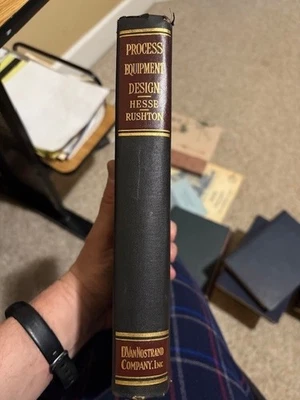 PROCESS
EQUIPMENT
DESIGN
HESSE
RUSHTON
D.VAN NOSTRAND
COMPANY, INC.